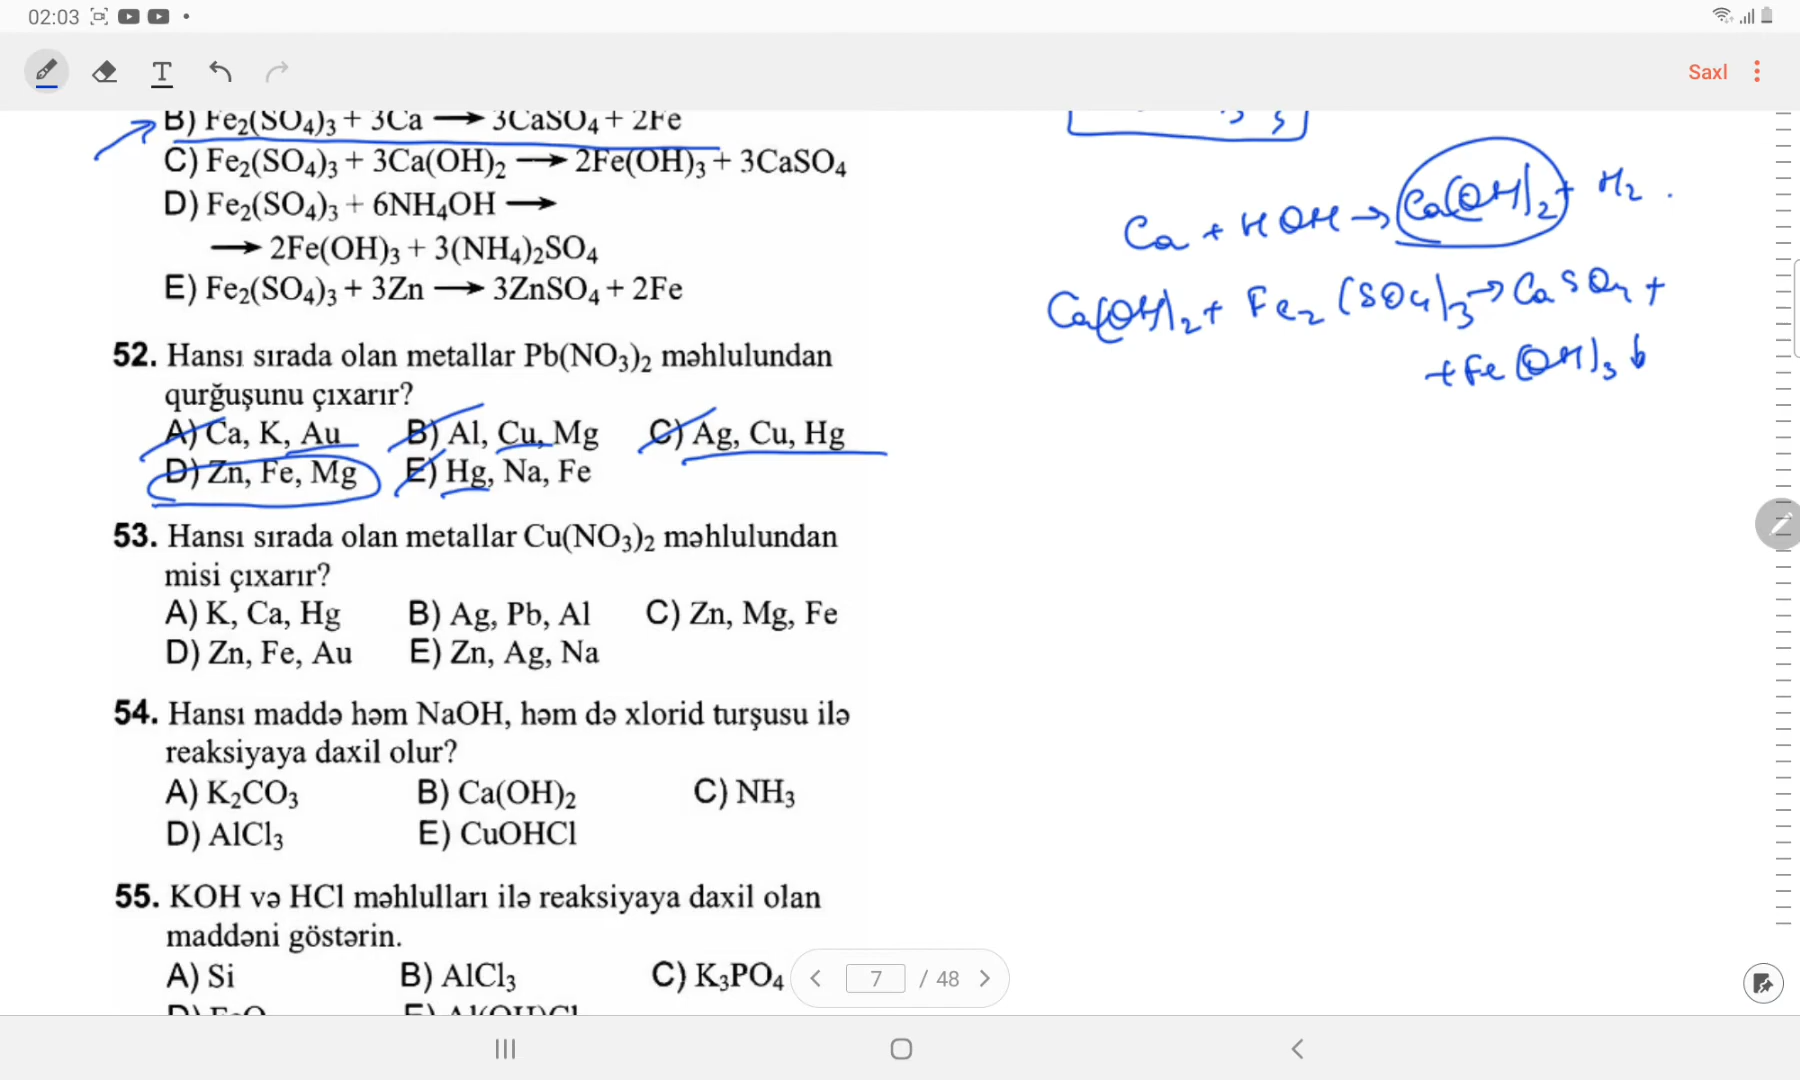 02:03
Saxl
B) Fe₂(SO₄)₃ + 3Ca ⟶ 3CaSO₄ + 2Fe
C) Fe₂(SO₄)₃ + 3Ca(OH)₂ ⟶ 2Fe(OH)₃ + 3CaSO₄
D) Fe₂(SO₄)₃ + 6NH₄OH ⟶
⟶ 2Fe(OH)₃ + 3(NH₄)₂SO₄
E) Fe₂(SO₄)₃ + 3Zn ⟶ 3ZnSO₄ + 2Fe
52. Hansı sırada olan metallar Pb(NO₃)₂ məhlulundan
qurğuşunu çıxarır?
A) Ca, K, Au B) Al, Cu, Mg C) Ag, Cu, Hg
D) Zn, Fe, Mg E) Hg, Na, Fe
53. Hansı sırada olan metallar Cu(NO₃)₂ məhlulundan
misi çıxarır?
A) K, Ca, Hg B) Ag, Pb, Al C) Zn, Mg, Fe
D) Zn, Fe, Au E) Zn, Ag, Na
54. Hansı maddə həm NaOH, həm də xlorid turşusu ilə
reaksiyaya daxil olur?
A) K₂CO₃ B) Ca(OH)₂ C) NH₃
D) AlCl₃ E) CuOHCl
55. KOH və HCl məhlulları ilə reaksiyaya daxil olan
maddəni göstərin.
A) Si B) AlCl₃ C) K₃PO₄
Ca + HOH → Ca(OH)₂ + H₂
Ca(OH)₂ + Fe₂(SO₄)₃ → CaSO₄ +
+ Fe(OH)₃ ↓
7 / 48